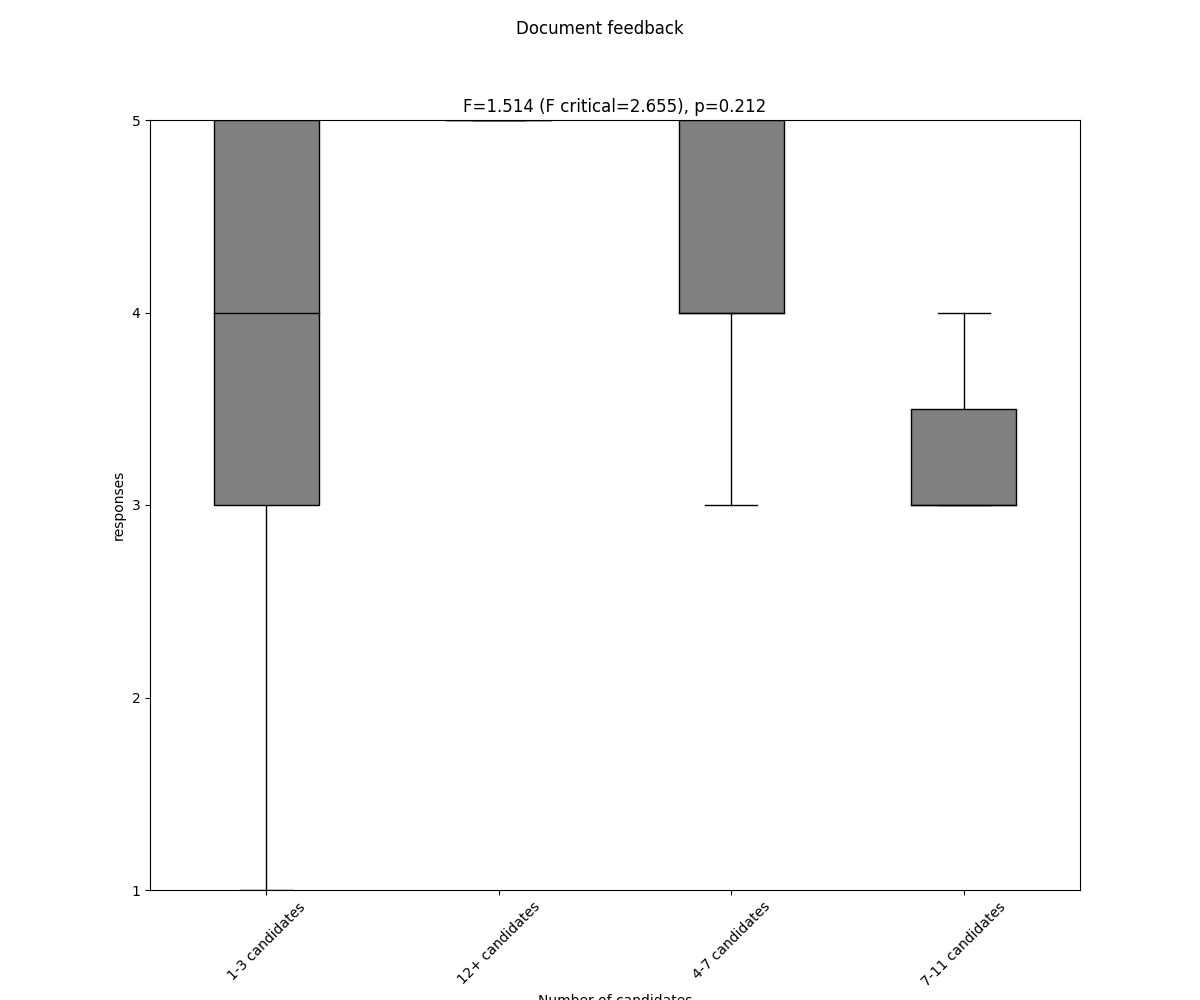 Document feedback
F=1.514 (F critical=2.655), p=0.212
5
4
3
2
1
responses
1-3 candidates
12+ candidates
4-7 candidates
7-11 candidates
Number of candidates